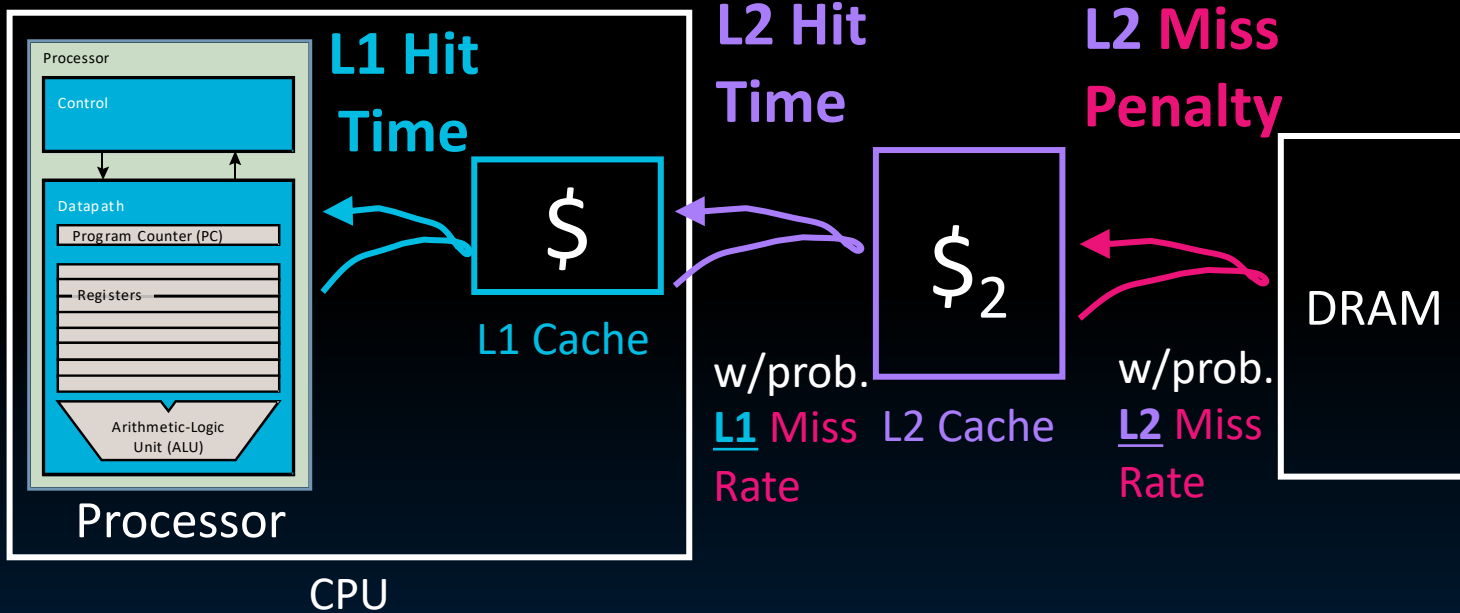 L1 Hit
Time
L2 Hit
Time
L2 Miss
Penalty
Processor
Control
Datapath
Program Counter (PC)
Registers
Arithmetic-Logic
Unit (ALU)
Processor
CPU
$
L1 Cache
w/prob.
L1 Miss
Rate
$2
L2 Cache
w/prob.
L2 Miss
Rate
DRAM